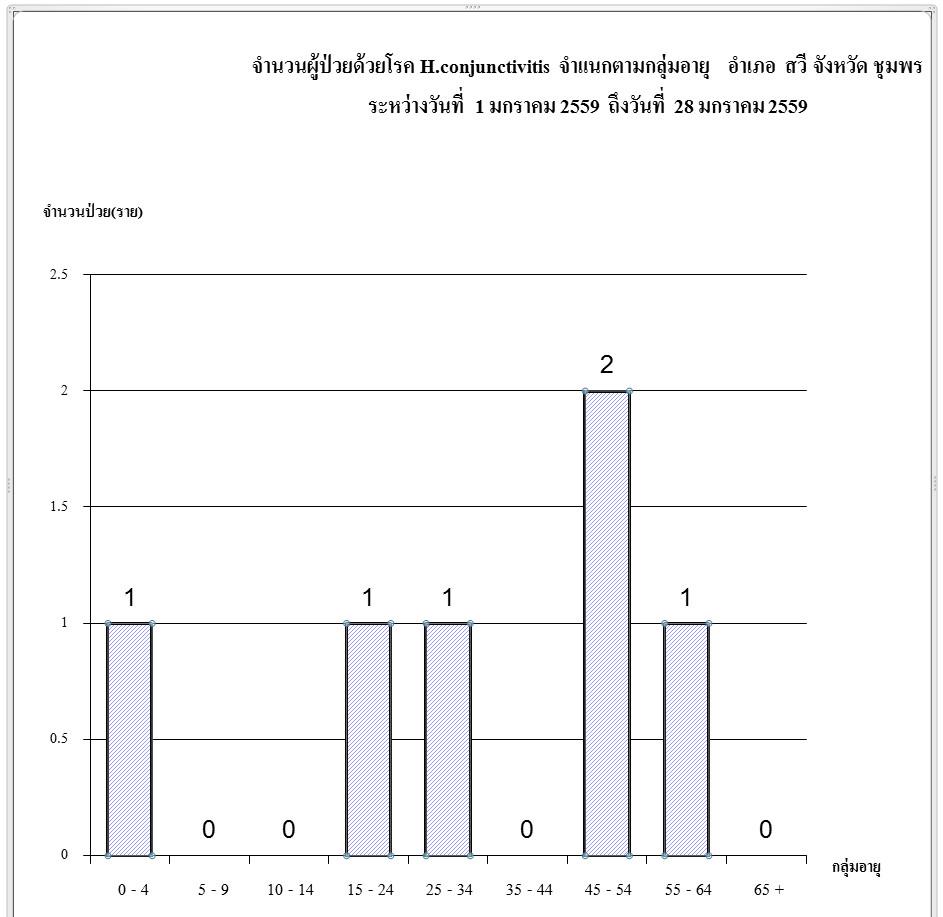 จำนวนผู้ป่วยด้วยโรค H.conjunctivitis จำแนกตามกลุ่มอายุ อำเภอ สวี จังหวัด ชุมพร
ระหว่างวันที่ 1 มกราคม 2559 ถึงวันที่ 28 มกราคม 2559
จำนวนป่วย(ราย)
2.5
2
2
1.5
1 1 1 1
1
0.5
0 0 0 0
0
กลุ่มอายุ
0 - 4 5 - 9 10 - 14 15 - 24 25 - 34 35 - 44 45 - 54 55 - 64 65 +